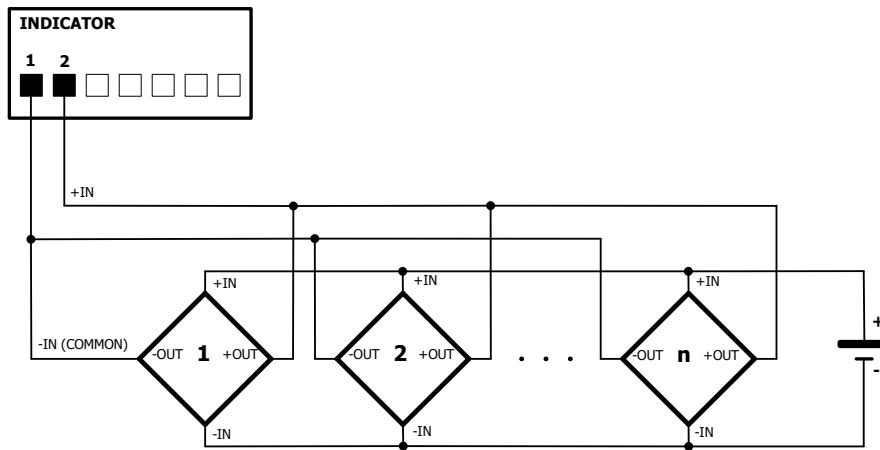 INDICATOR
1 2
+IN
+IN +IN +IN
+
-IN (COMMON) -OUT 1 +OUT -OUT 2 +OUT . . . -OUT n +OUT
-
-IN -IN -IN